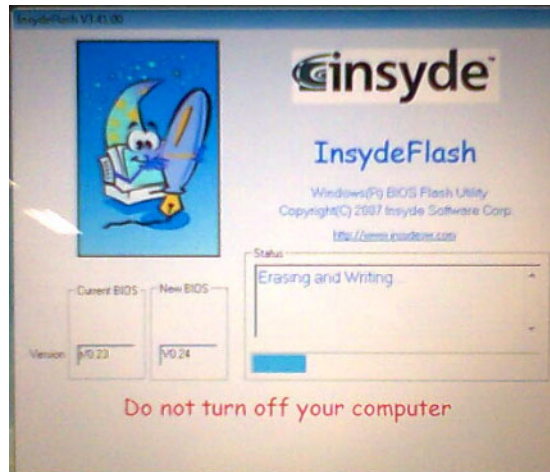 InsydeFlash V3.41.00
insyde
InsydeFlash
Windows(R) BIOS Flash Utility
Copyright(C) 2007 Insyde Software Corp.
http://www.insydesw.com
Status
Erasing and Writing...
Current BIOS
New BIOS
Version
V0.23
V0.24
Do not turn off your computer